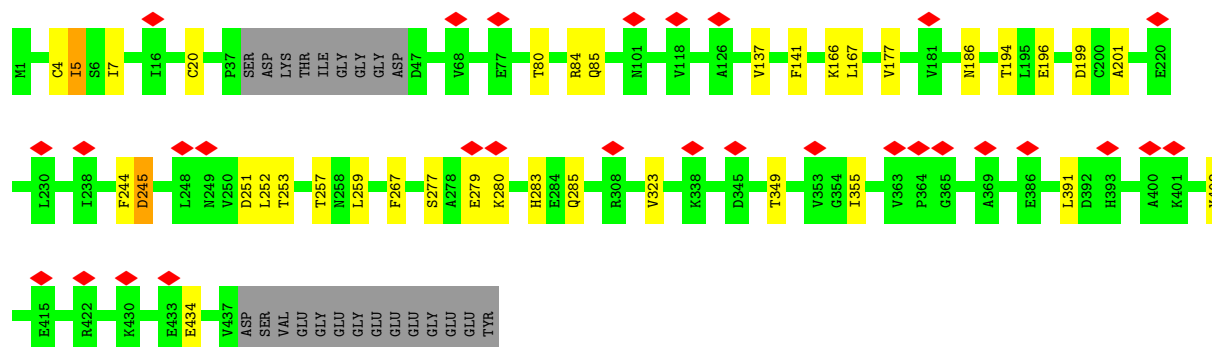 M1 C4 I5 S6 I7 I16 C20 P37 SER ASP LYS THR ILE GLY GLY GLY ASP D47 V68 E77 T80 R84 Q85 N101 V118 A126 V137 F141 K166 L167 V177 V181 N186 T194 L195 E196 D199 C200 A201 E220
L230 I238 F244 D245 L248 N249 V250 D251 L252 T253 T257 N258 L259 F267 S277 A278 E279 K280 H283 E284 Q285 R308 V323 K338 D345 T349 V353 G354 I355 V363 P364 G365 A369 E386 L391 D392 H393 A400 K401
E415 R422 K430 E433 E434 V437 ASP SER VAL GLU GLY GLU GLY GLU GLU GLU GLY GLU GLU TYR